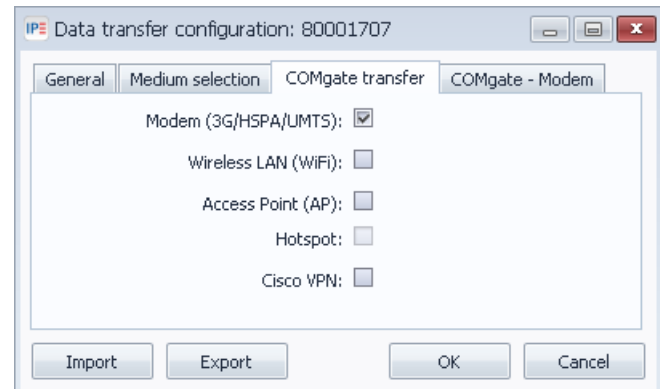 IPE Data transfer configuration: 80001707
General Medium selection COMgate transfer COMgate - Modem
Modem (3G/HSPA/UMTS):
Wireless LAN (WiFi):
Access Point (AP):
Hotspot:
Cisco VPN:
Import Export OK Cancel